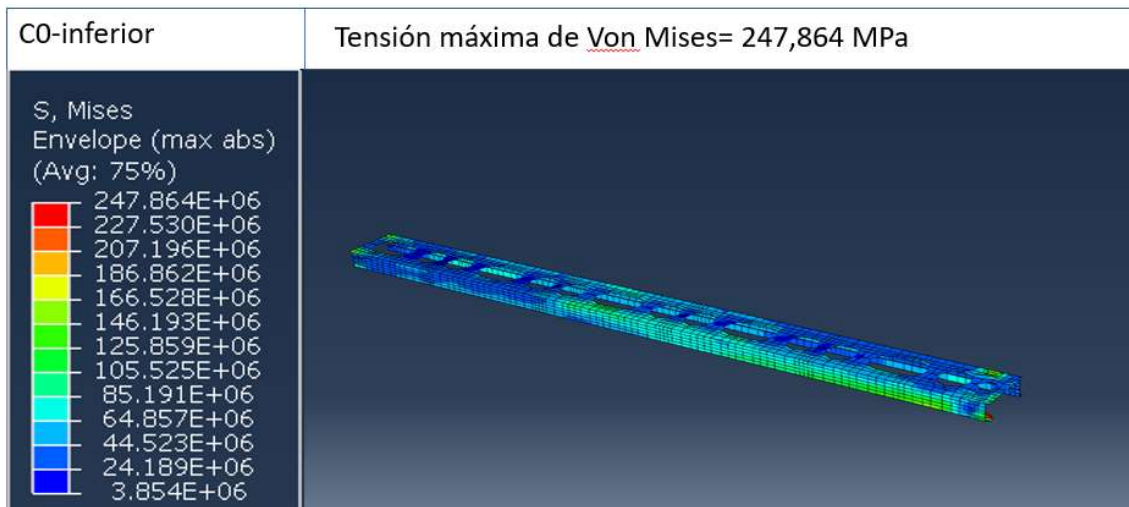 C0-inferior
Tensión máxima de Von Mises= 247,864 MPa
S, Mises
Envelope (max abs)
(Avg: 75%)
247.864E+06
227.530E+06
207.196E+06
186.862E+06
166.528E+06
146.193E+06
125.859E+06
105.525E+06
85.191E+06
64.857E+06
44.523E+06
24.189E+06
3.854E+06